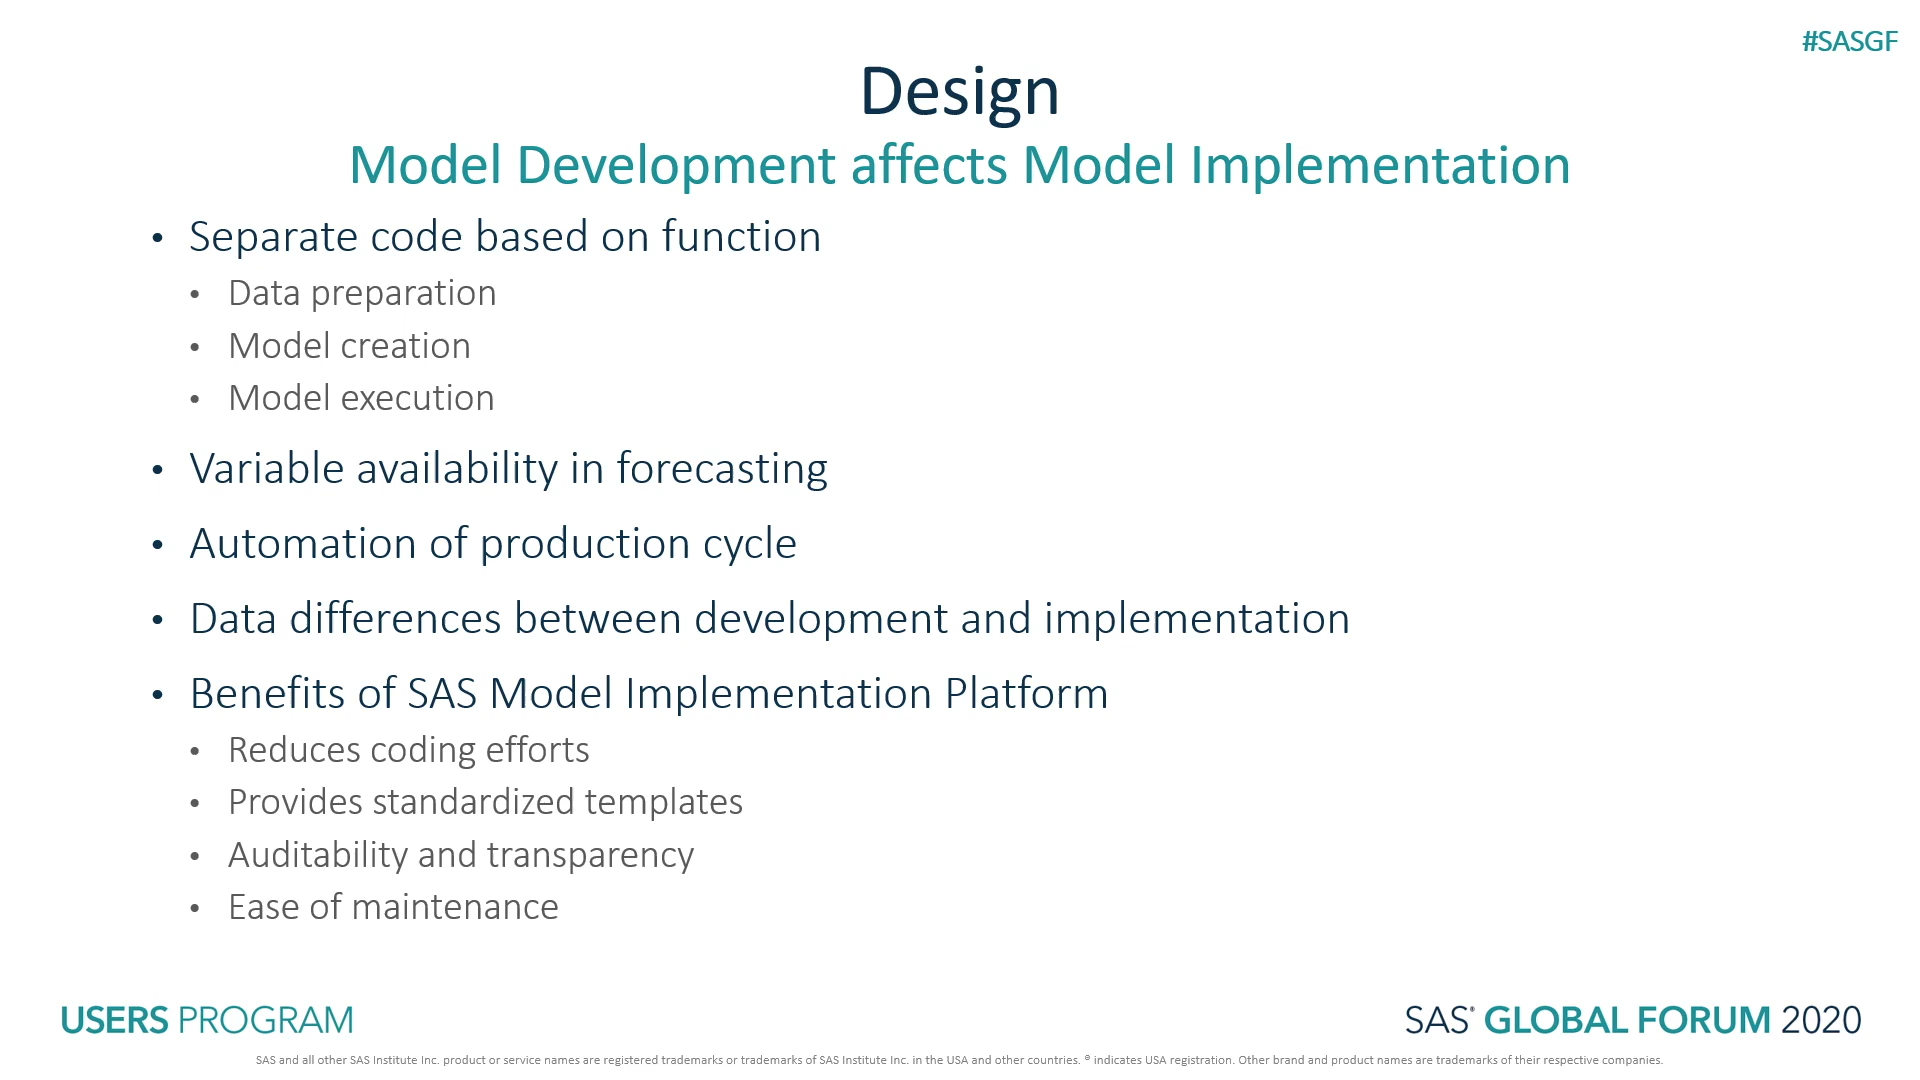 #SASGF
Design
Model Development affects Model Implementation
• Separate code based on function
• Data preparation
• Model creation
• Model execution
• Variable availability in forecasting
• Automation of production cycle
• Data differences between development and implementation
• Benefits of SAS Model Implementation Platform
• Reduces coding efforts
• Provides standardized templates
• Auditability and transparency
• Ease of maintenance
USERS PROGRAM
SAS® GLOBAL FORUM 2020
SAS and all other SAS Institute Inc. product or service names are registered trademarks or trademarks of SAS Institute Inc. in the USA and other countries. ® indicates USA registration. Other brand and product names are trademarks of their respective companies.